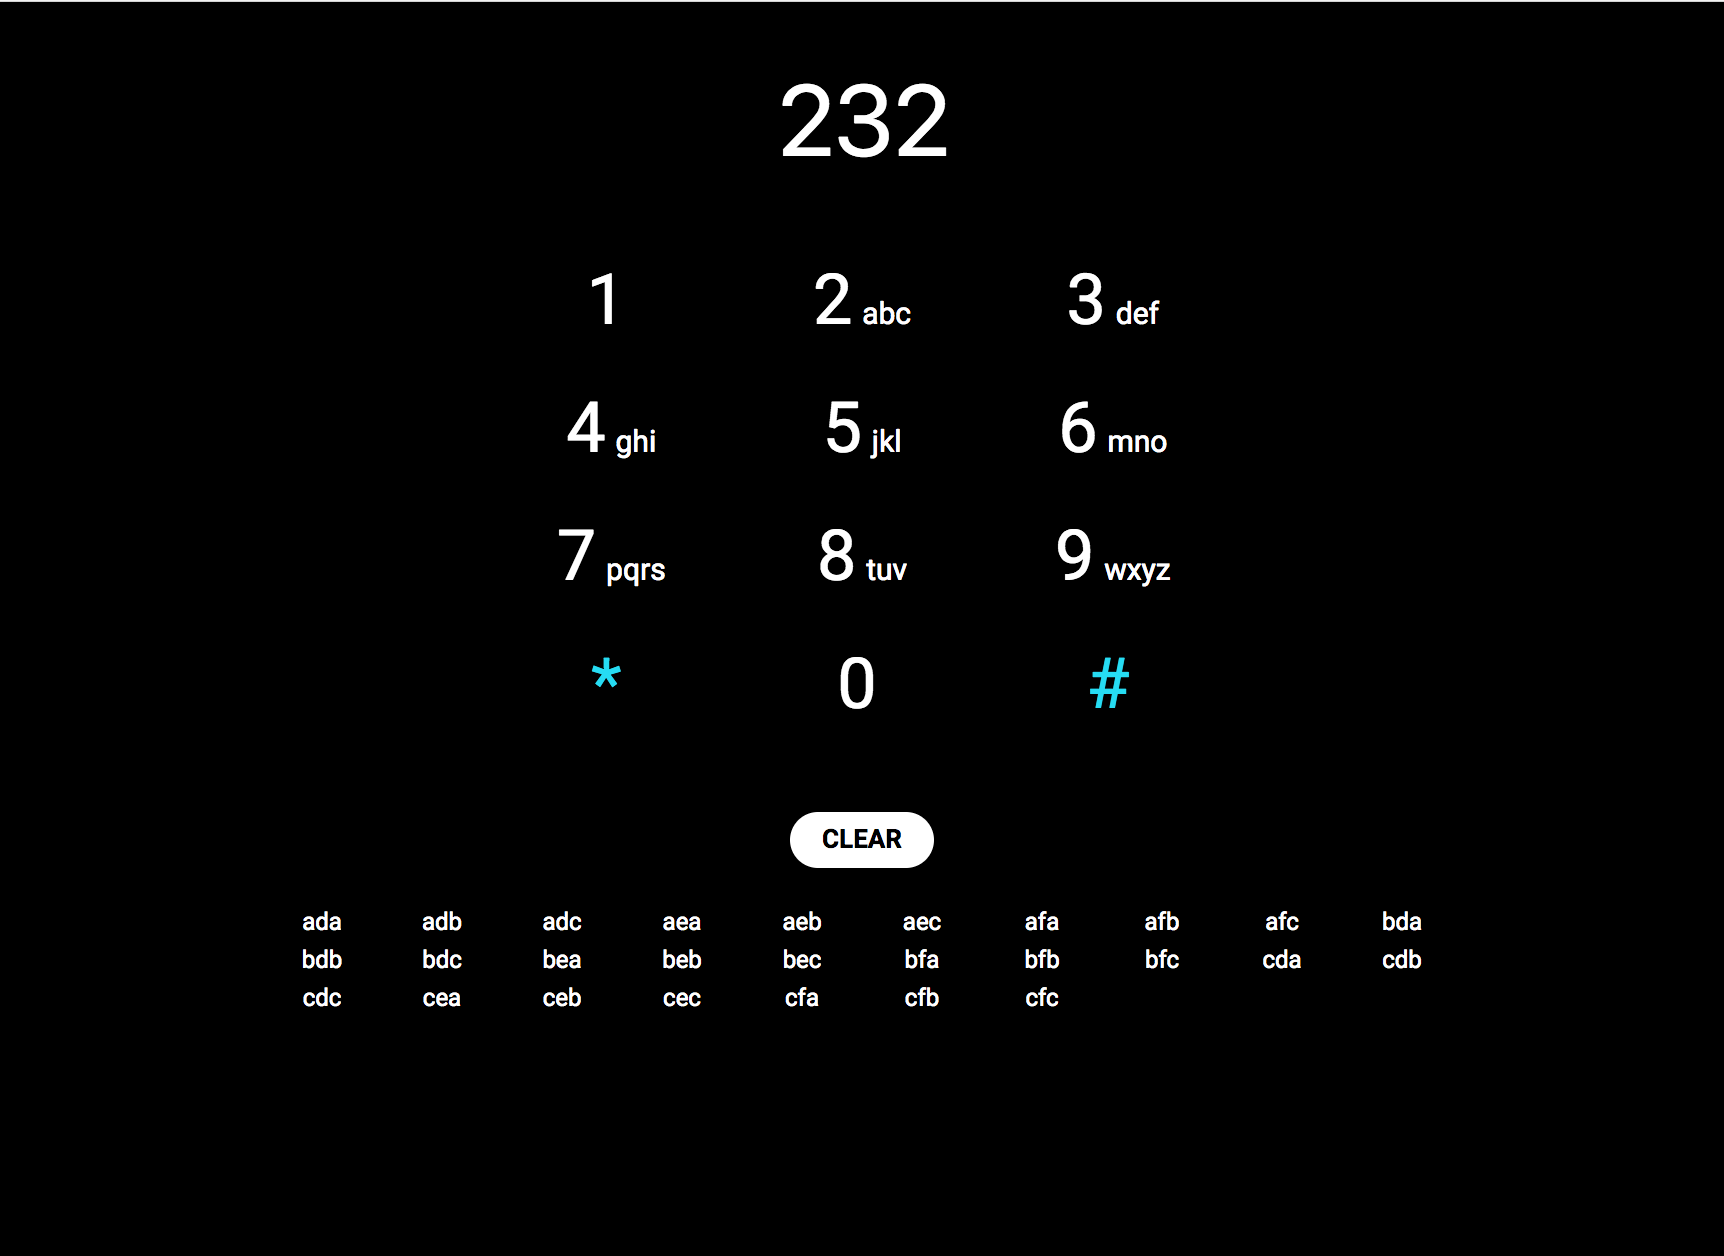 232
1 2 abc 3 def
4 ghi 5 jkl 6 mno
7 pqrs 8 tuv 9 wxyz
* 0 #
CLEAR
ada adb adc aea aeb aec afa afb afc bda
bdb bdc bea beb bec bfa bfb bfc cda cdb
cdc cea ceb cec cfa cfb cfc